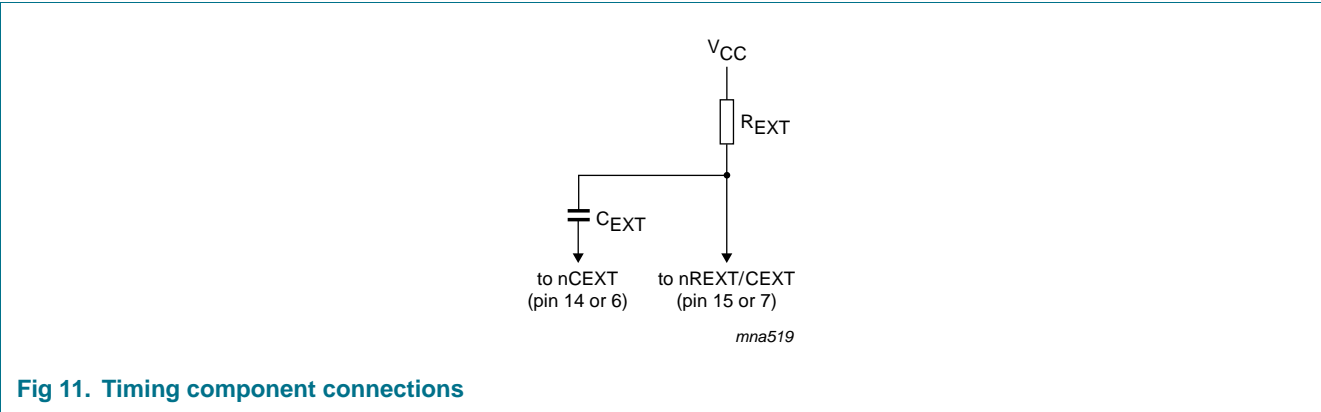 VCC
REXT
CEXT
to nCEXT
(pin 14 or 6)
to nREXT/CEXT
(pin 15 or 7)
mna519
Fig 11. Timing component connections